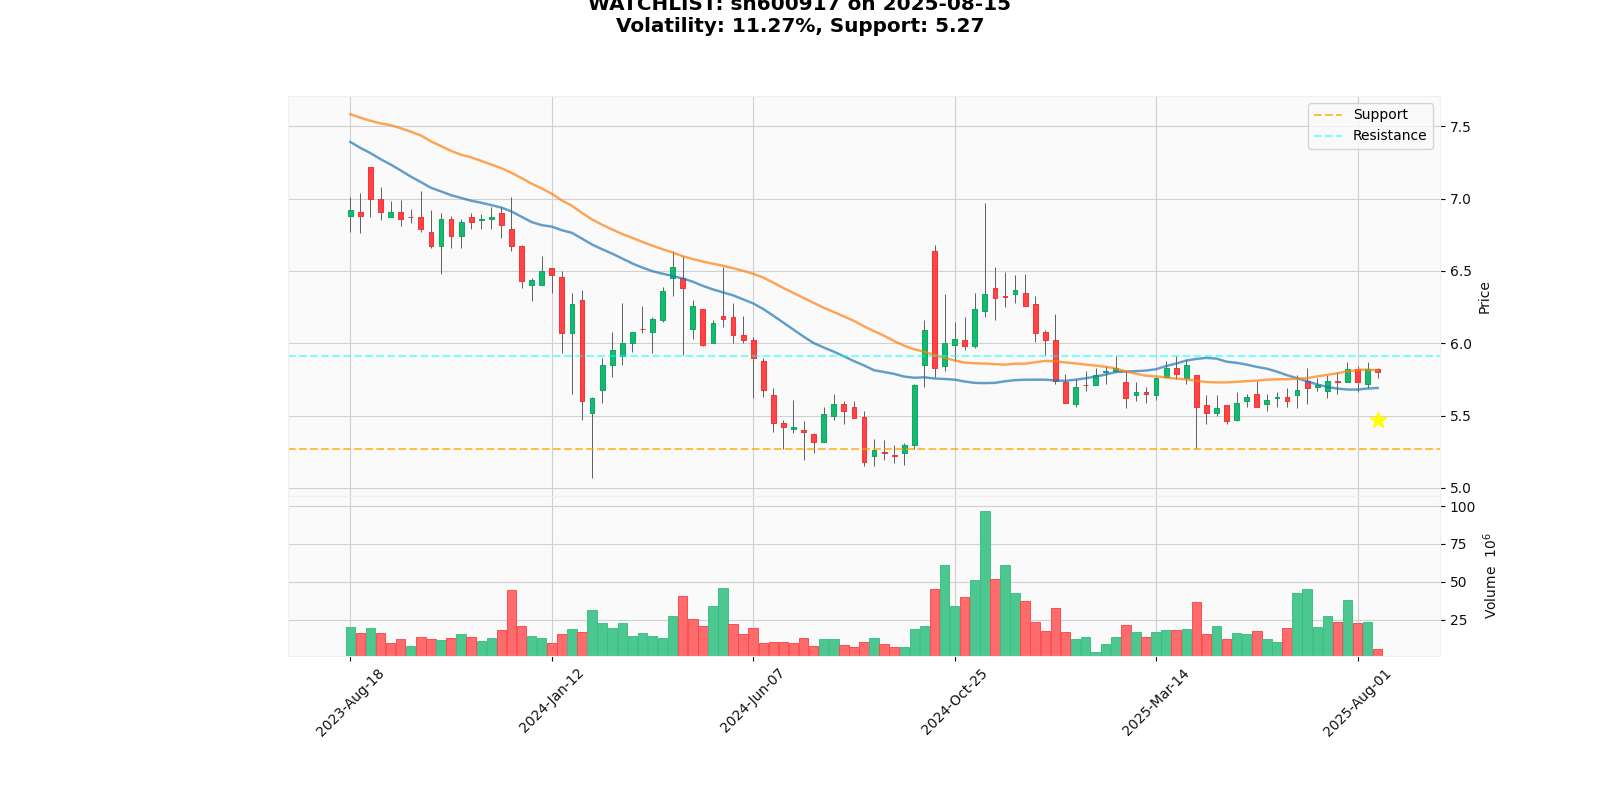 WATCHLIST: sh600917 on 2025-08-15
Volatility: 11.27%, Support: 5.27
Support
Resistance
7.5
7.0
6.5
6.0
5.5
5.0
Price
100
75
50
25
Volume 10⁶
2023-Aug-18
2024-Jan-12
2024-Jun-07
2024-Oct-25
2025-Mar-14
2025-Aug-01